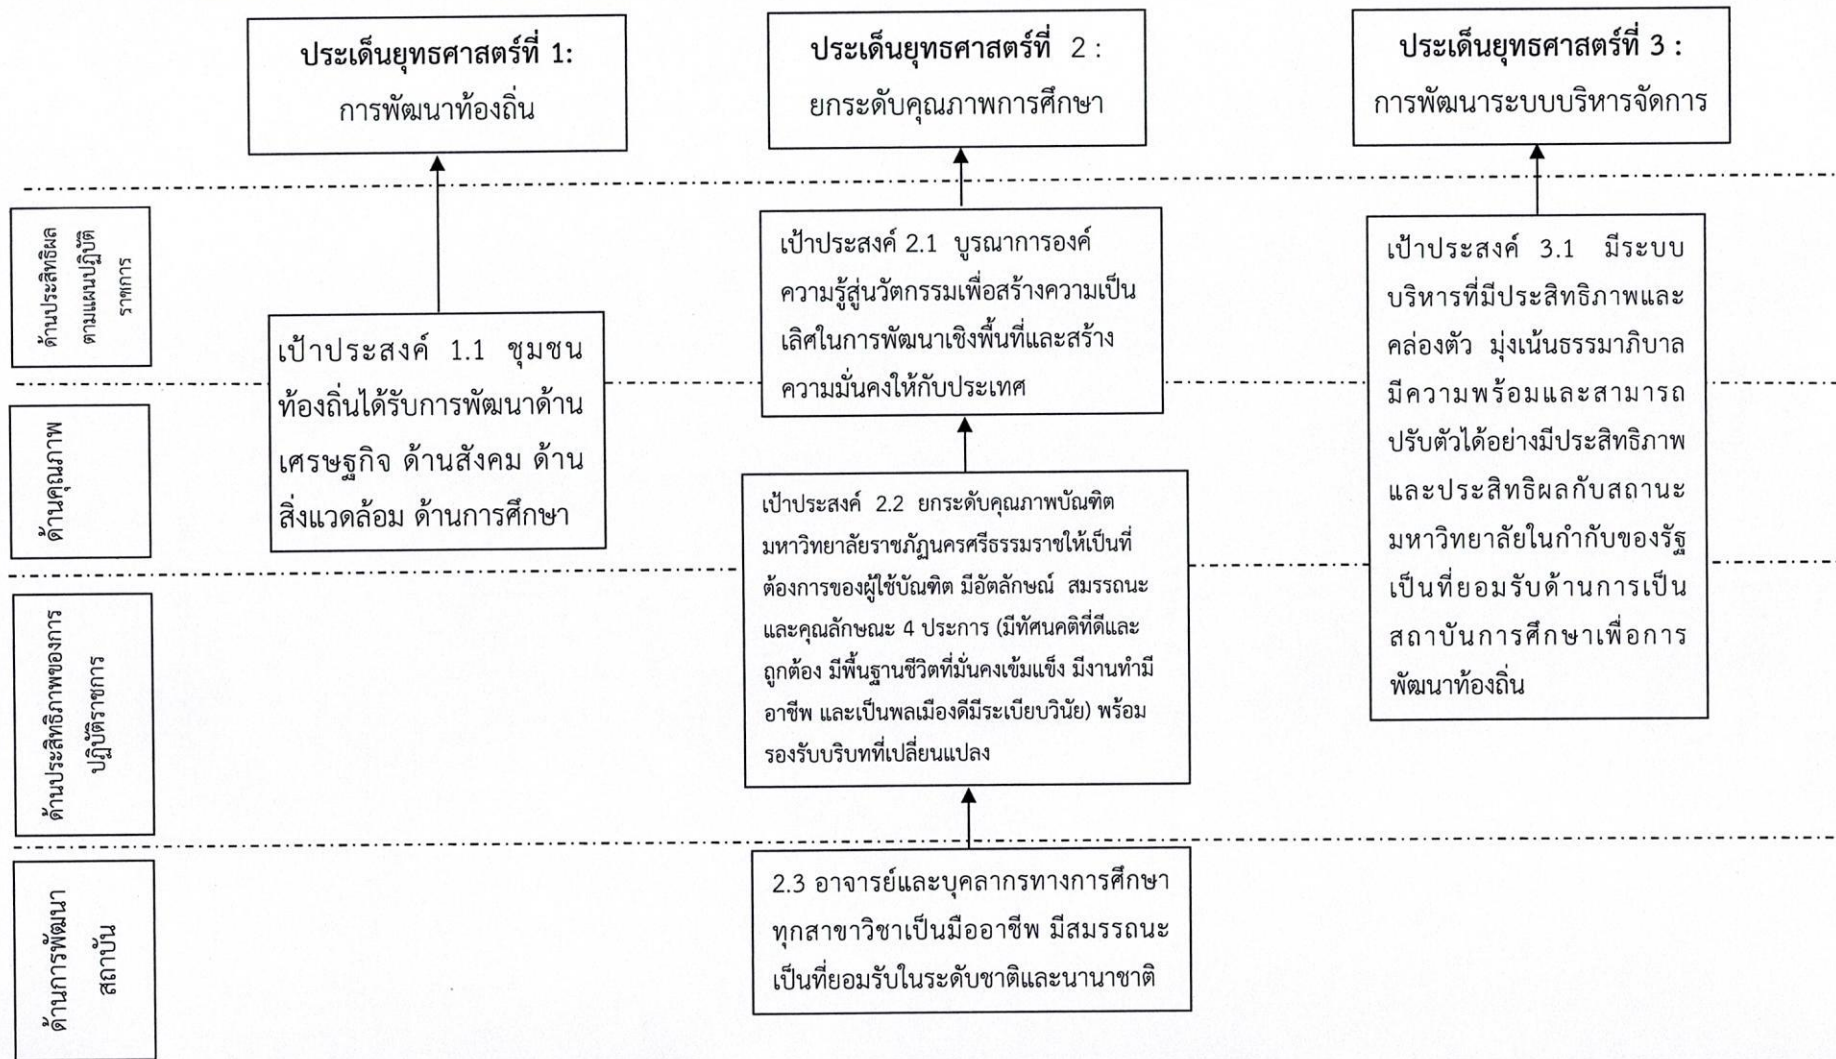 ประเด็นยุทธศาสตร์ที่ 1:
การพัฒนาท้องถิ่น
ประเด็นยุทธศาสตร์ที่ 2 :
ยกระดับคุณภาพการศึกษา
ประเด็นยุทธศาสตร์ที่ 3 :
การพัฒนาระบบบริหารจัดการ
ด้านประสิทธิผล
ตามแผนปฏิบัติ
ราชการ
เป้าประสงค์ 1.1 ชุมชน
ท้องถิ่นได้รับการพัฒนาด้าน
เศรษฐกิจ ด้านสังคม ด้าน
สิ่งแวดล้อม ด้านการศึกษา
เป้าประสงค์ 2.1 บูรณาการองค์
ความรู้สู่นวัตกรรมเพื่อสร้างความเป็น
เลิศในการพัฒนาเชิงพื้นที่และสร้าง
ความมั่นคงให้กับประเทศ
เป้าประสงค์ 3.1 มีระบบ
บริหารที่มีประสิทธิภาพและ
คล่องตัว มุ่งเน้นธรรมาภิบาล
มีความพร้อมและสามารถ
ปรับตัวได้อย่างมีประสิทธิภาพ
และประสิทธิผลกับสถานะ
มหาวิทยาลัยในกำกับของรัฐ
เป็นที่ยอมรับด้านการเป็น
สถาบันการศึกษาเพื่อการ
พัฒนาท้องถิ่น
ด้านคุณภาพ
เป้าประสงค์ 2.2 ยกระดับคุณภาพบัณฑิต
มหาวิทยาลัยราชภัฏนครศรีธรรมราชให้เป็นที่
ต้องการของผู้ใช้บัณฑิต มีอัตลักษณ์ สมรรถนะ
และคุณลักษณะ 4 ประการ (มีทัศนคติที่ดีและ
ถูกต้อง มีพื้นฐานชีวิตที่มั่นคงเข้มแข็ง มีงานทำมี
อาชีพ และเป็นพลเมืองดีมีระเบียบวินัย) พร้อม
รองรับบริบทที่เปลี่ยนแปลง
ด้านประสิทธิภาพของการ
ปฏิบัติราชการ
ด้านการพัฒนา
สถาบัน
2.3 อาจารย์และบุคลากรทางการศึกษา
ทุกสาขาวิชาเป็นมืออาชีพ มีสมรรถนะ
เป็นที่ยอมรับในระดับชาติและนานาชาติ